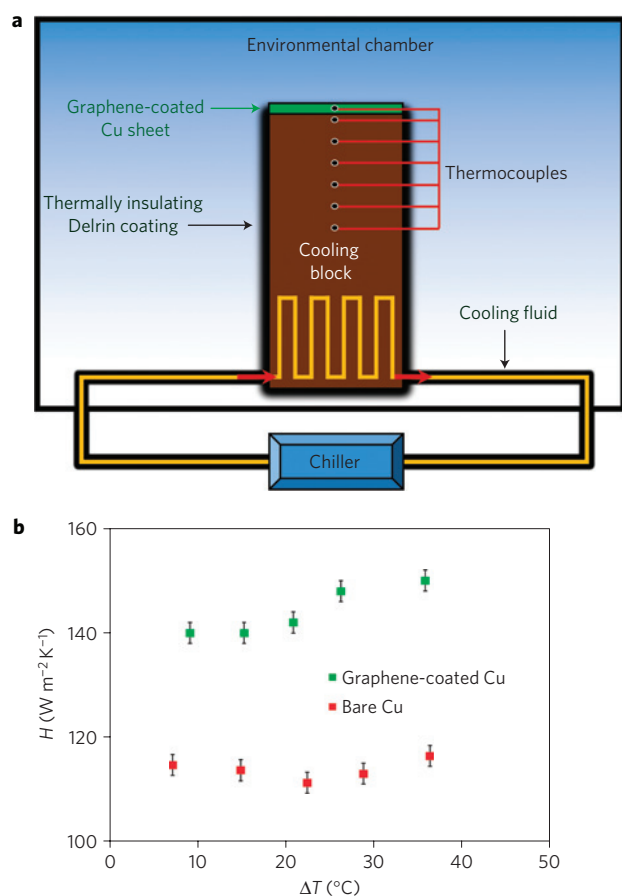 a
Environmental chamber
Graphene-coated
Cu sheet
Thermocouples
Thermally insulating
Delrin coating
Cooling
block
Cooling fluid
Chiller
b
160
140
120
100
H (W m⁻² K⁻¹)
Graphene-coated Cu
Bare Cu
0
10
20
30
40
50
ΔT (°C)